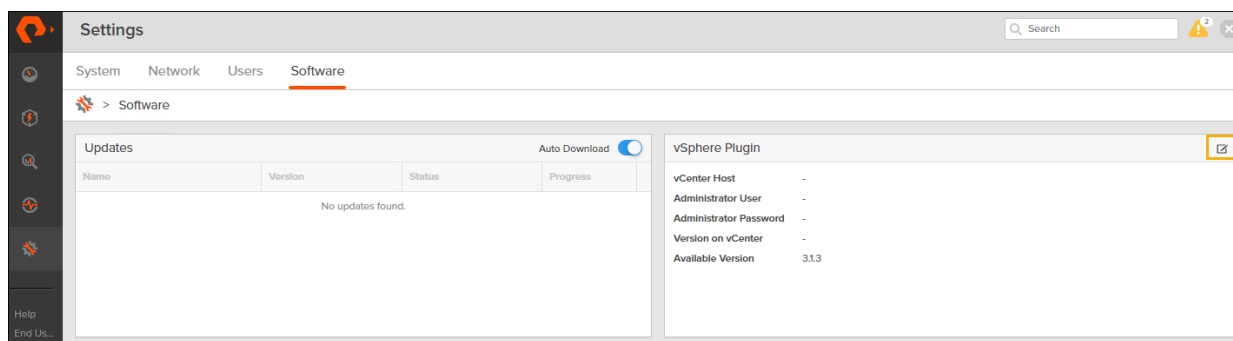 Settings
Search
2
System Network Users Software
> Software
Updates Auto Download
Name Version Status Progress
No updates found.
vSphere Plugin
vCenter Host -
Administrator User -
Administrator Password -
Version on vCenter -
Available Version 3.1.3
Help
End Us...